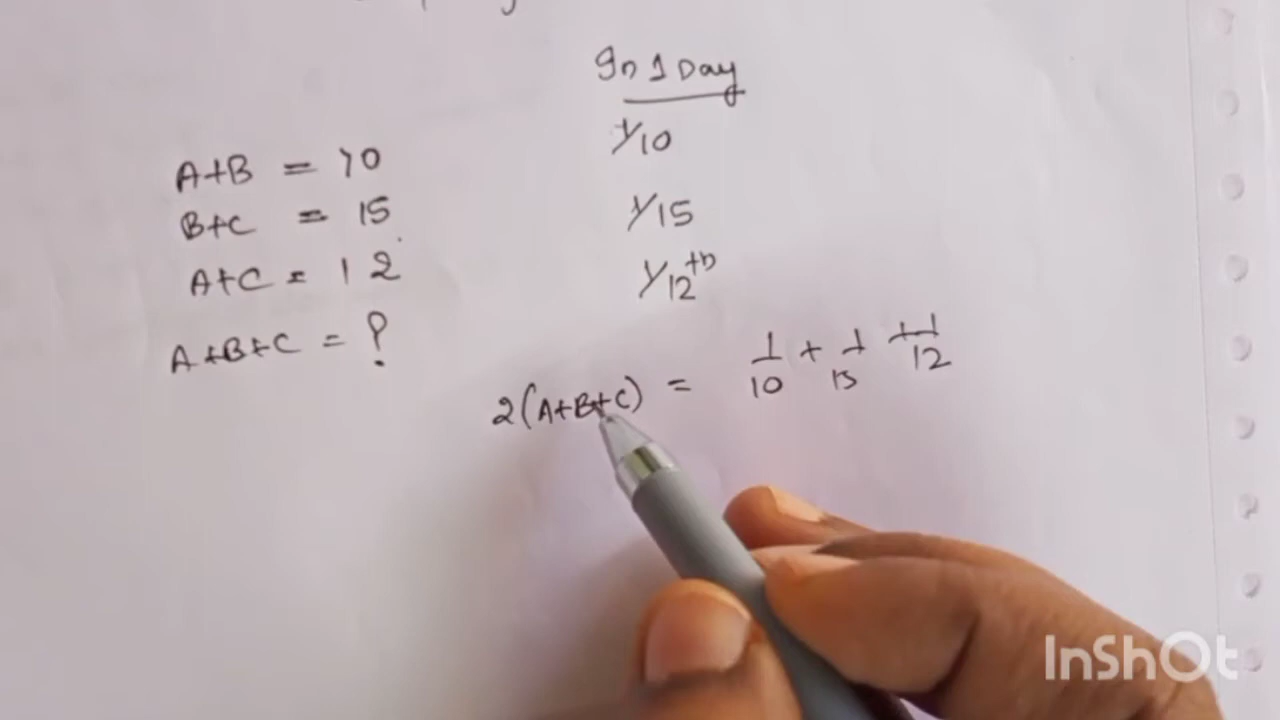 In 1 Day
A+B = 10
1/10
B+C = 15
1/15
A+C = 12
1/12th
A+B+C = ?
2(A+B+C) = 1/10 + 1/15 + 1/12
InShOt